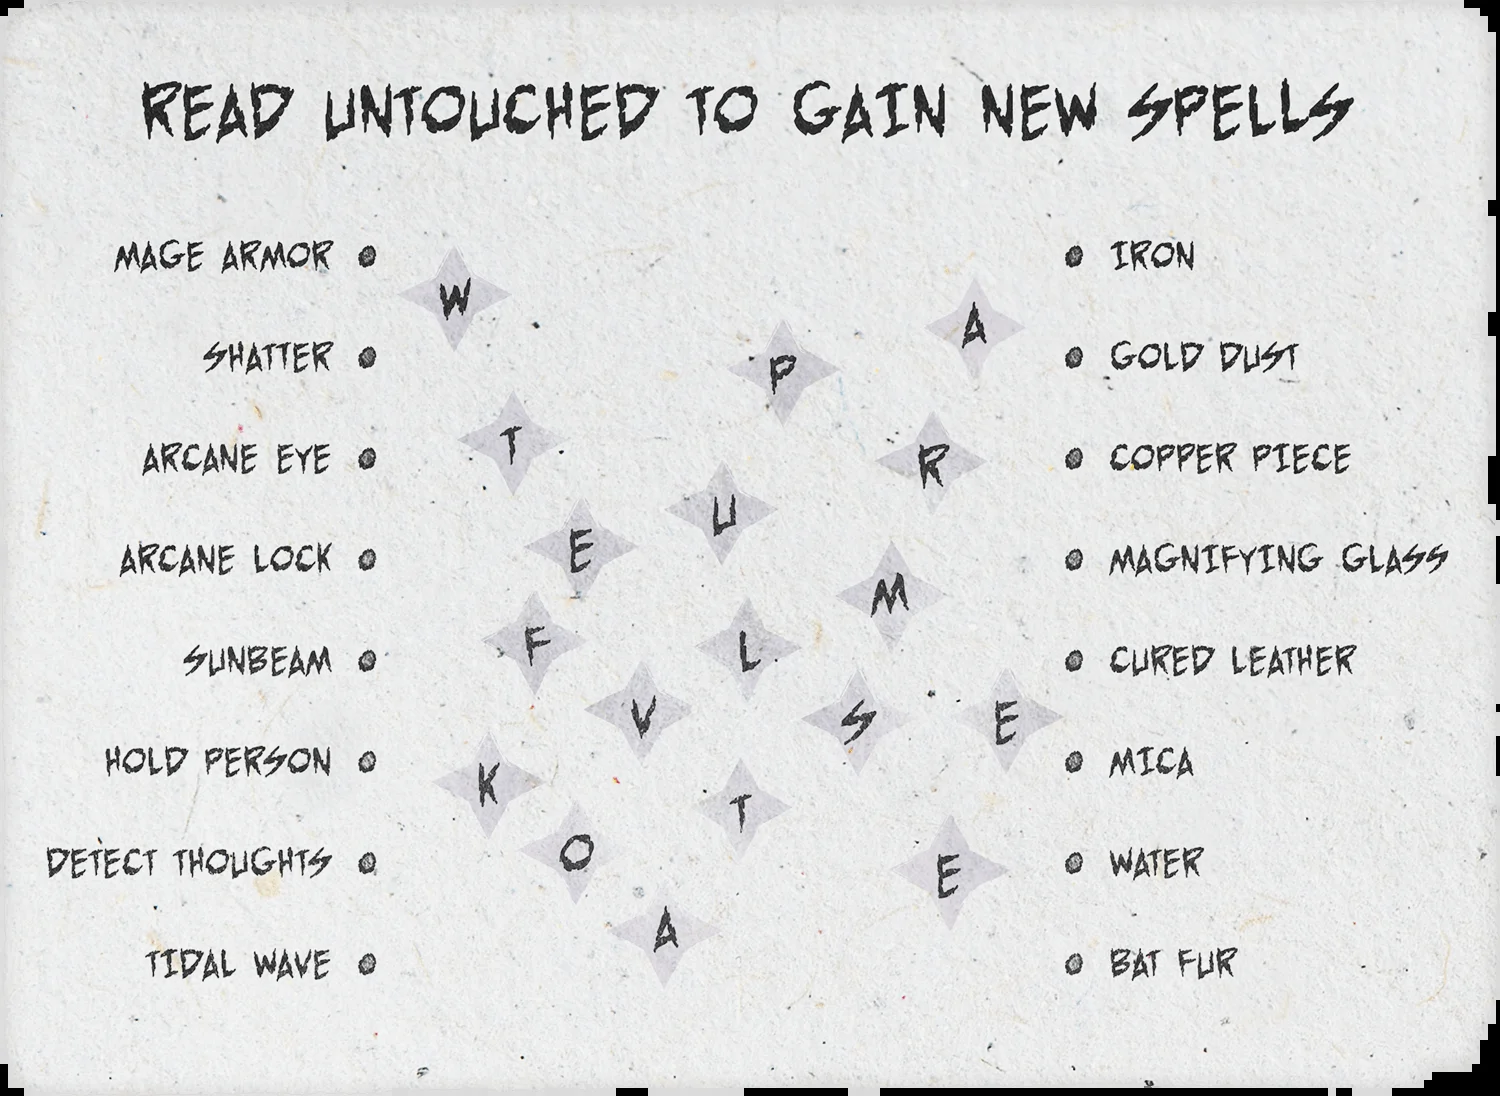 READ UNTOUCHED TO GAIN NEW SPELLS
MAGE ARMOR
IRON
W
A
SHATTER
P
GOLD DUST
T
ARCANE EYE
R
COPPER PIECE
U
E
ARCANE LOCK
M
MAGNIFYING GLASS
F
L
SUNBEAM
CURED LEATHER
V
S
E
HOLD PERSON
K
MICA
T
O
DETECT THOUGHTS
E
WATER
A
TIDAL WAVE
BAT FUR